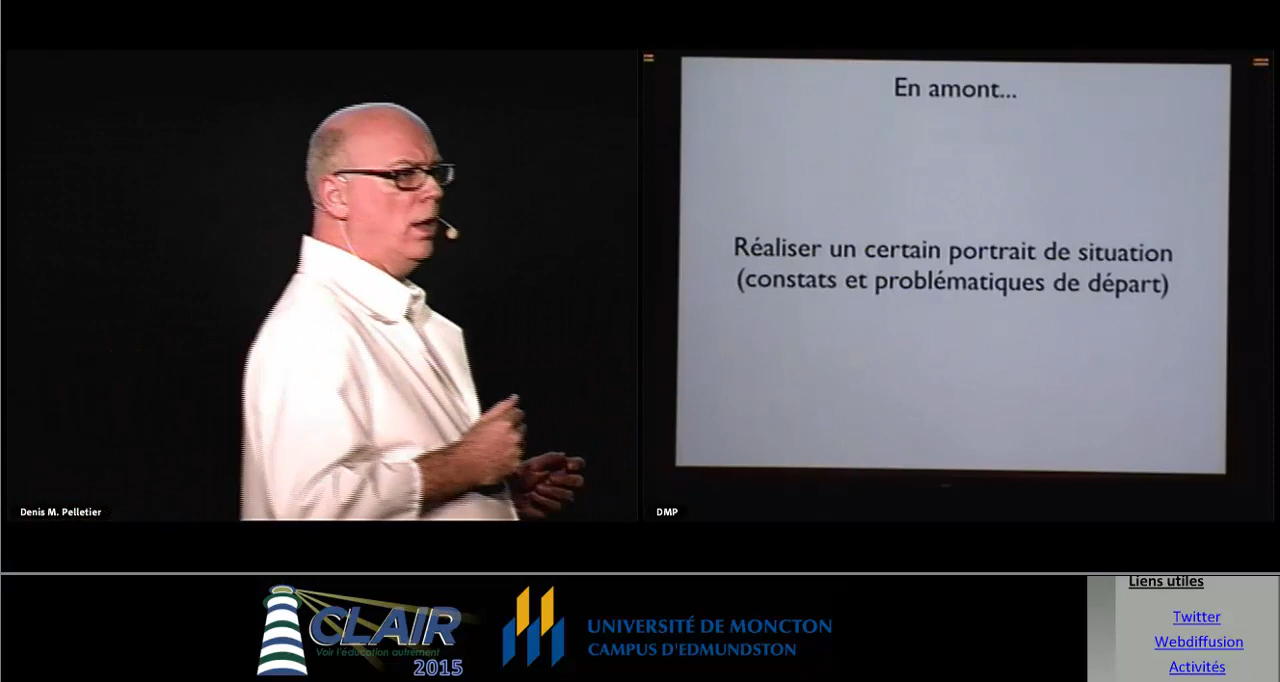 En amont...
Réaliser un certain portrait de situation
(constats et problématiques de départ)
Denis M. Pelletier
DMP
CLAIR
Voir l'éducation autrement
2015
UNIVERSITÉ DE MONCTON
CAMPUS D'EDMUNDSTON
Liens utiles
Twitter
Webdiffusion
Activités